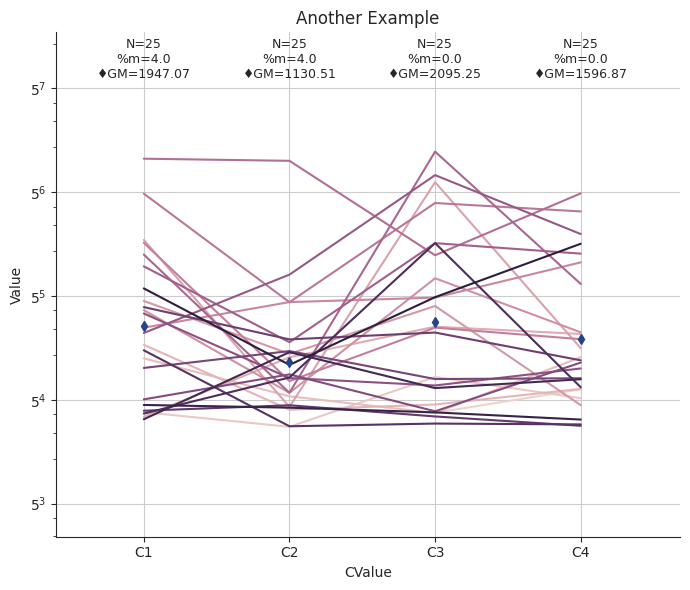 Another Example
N=25 N=25 N=25 N=25
%m=4.0 %m=4.0 %m=0.0 %m=0.0
♦GM=1947.07 ♦GM=1130.51 ♦GM=2095.25 ♦GM=1596.87
5⁷
5⁶
5⁵
5⁴
5³
Value
C1 C2 C3 C4
CValue